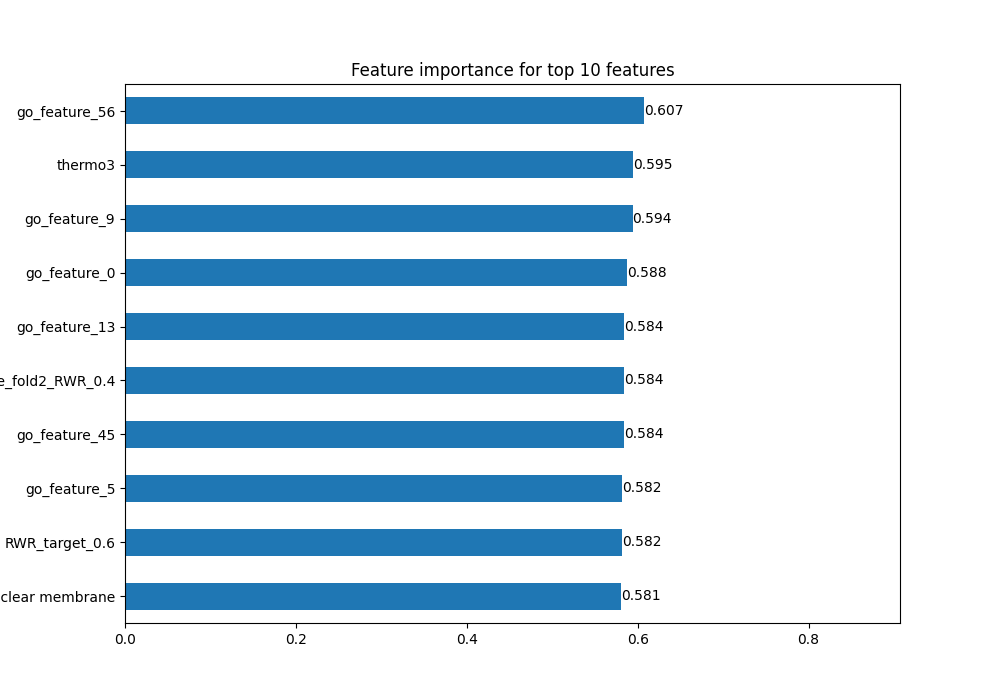 Feature importance for top 10 features
go_feature_56 0.607
thermo3 0.595
go_feature_9 0.594
go_feature_0 0.588
go_feature_13 0.584
e_fold2_RWR_0.4 0.584
go_feature_45 0.584
go_feature_5 0.582
RWR_target_0.6 0.582
clear membrane 0.581
0.0 0.2 0.4 0.6 0.8